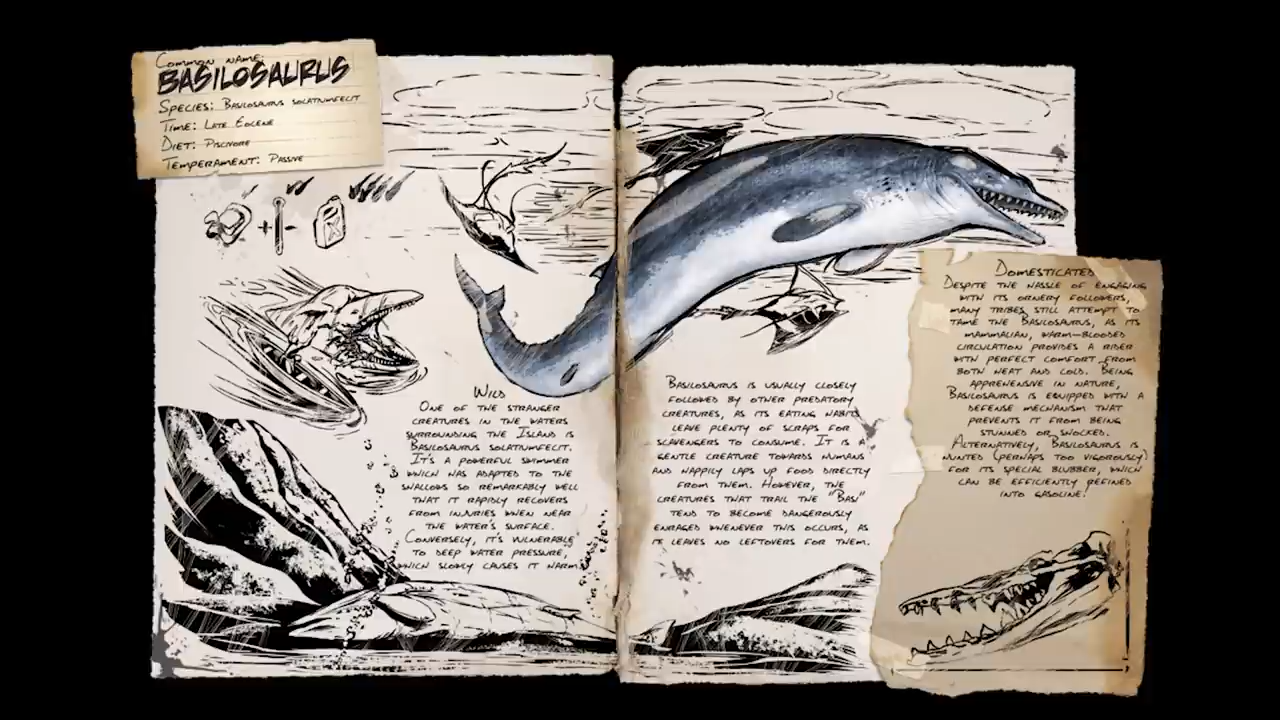 Common name:
Basilosaurus
Species: Basilosaurus solatiumfecit
Time: Late Eocene
Diet: Piscivore
Temperament: Passive
Wild
One of the stranger
creatures in the waters
surrounding the Island is
Basilosaurus solatiumfecit.
It's a powerful swimmer
which has adapted to the
shallows so remarkably well
that it rapidly recovers
from injuries when near
the water's surface.
Conversely, it's vulnerable
to deep water pressure,
which slowly causes it harm.
Basilosaurus is usually closely
followed by other predatory
creatures, as its eating habits
leave plenty of scraps for
scavengers to consume. It is a
gentle creature towards humans
and happily laps up food directly
from them. However, the
creatures that trail the "Basi"
tend to become dangerously
enraged whenever this occurs, as
it leaves no leftovers for them.
Domesticated
Despite the hassle of engaging
with its ornery followers,
many tribes still attempt to
tame the Basilosaurus, as its
mammalian, warm-blooded
circulation provides a rider
with perfect comfort from
both heat and cold. Being
apprehensive in nature,
Basilosaurus is equipped with a
defense mechanism that
prevents it from being
stunned or shocked.
Alternatively, Basilosaurus is
hunted (perhaps too vigorously)
for its special blubber, which
can be efficiently refined
into gasoline.